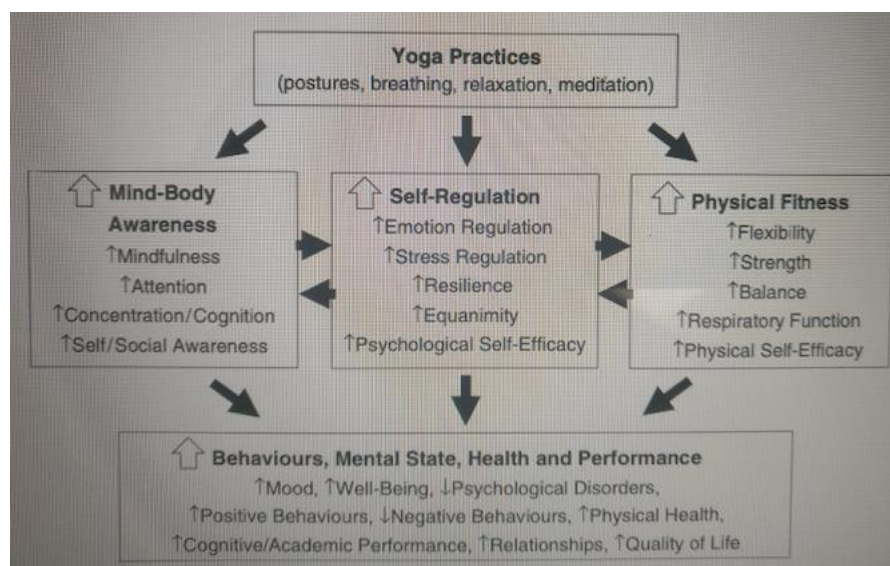 Yoga Practices
(postures, breathing, relaxation, meditation)
Mind-Body
Awareness
↑Mindfulness
↑Attention
↑Concentration/Cognition
↑Self/Social Awareness
Self-Regulation
↑Emotion Regulation
↑Stress Regulation
↑Resilience
↑Equanimity
↑Psychological Self-Efficacy
Physical Fitness
↑Flexibility
↑Strength
↑Balance
↑Respiratory Function
↑Physical Self-Efficacy
Behaviours, Mental State, Health and Performance
↑Mood, ↑Well-Being, ↓Psychological Disorders,
↑Positive Behaviours, ↓Negative Behaviours, ↑Physical Health,
↑Cognitive/Academic Performance, ↑Relationships, ↑Quality of Life